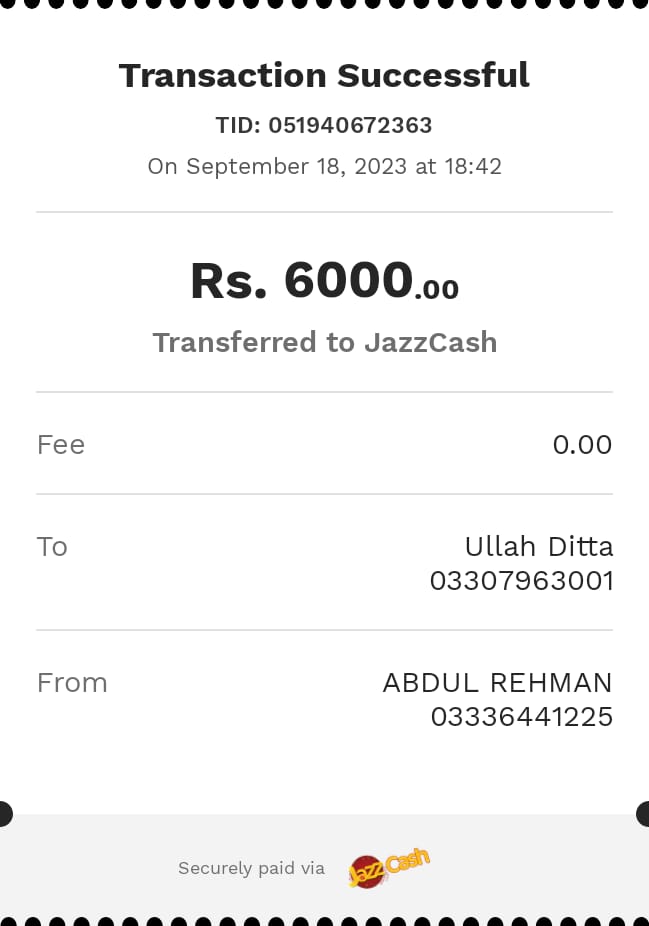 Transaction Successful
TID: 051940672363
On September 18, 2023 at 18:42
Rs. 6000.00
Transferred to JazzCash
Fee 0.00
To Ullah Ditta
03307963001
From ABDUL REHMAN
03336441225
Securely paid via JazzCash